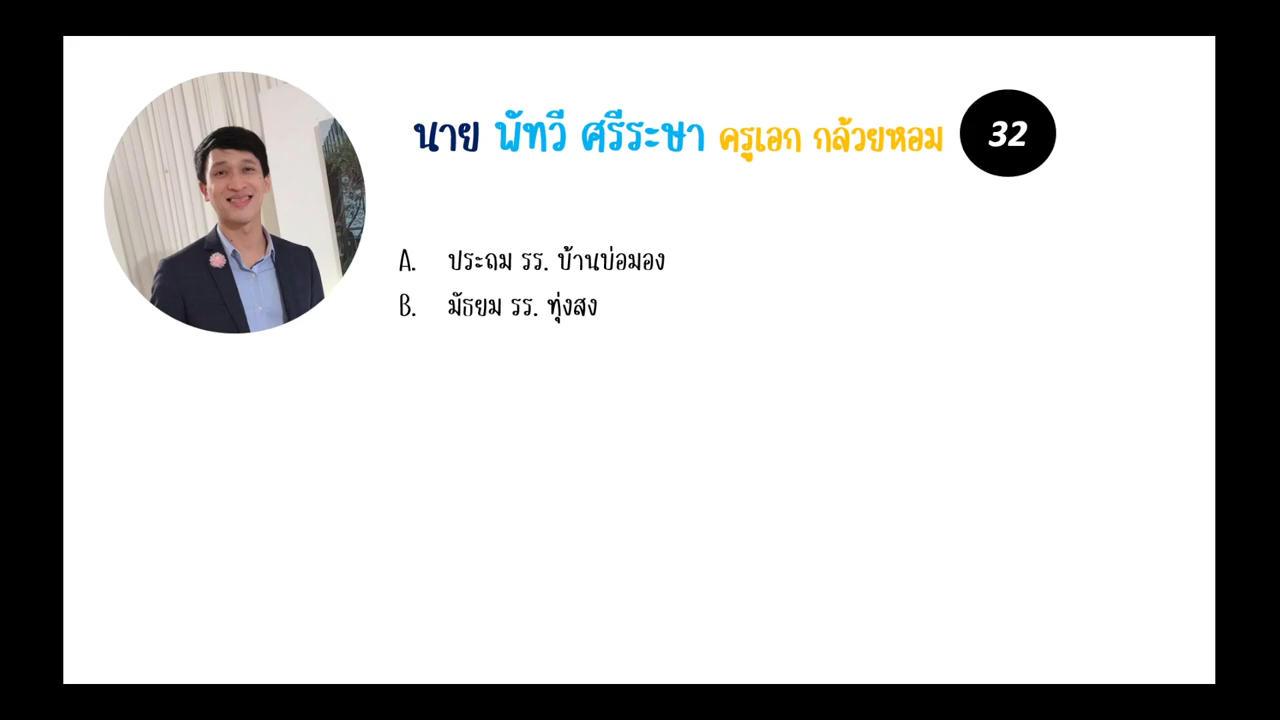 นาย พัทวี ศรีระษา ครูเอก กล้วยหอม 32
A. ประถม รร. บ้านบ่อมอง
B. มัธยม รร. ทุ่งสง